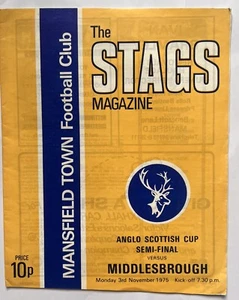 MANSFIELD TOWN Football Club
The
STAGS
MAGAZINE
ANGLO SCOTTISH CUP
SEMI-FINAL
VERSUS
MIDDLESBROUGH
Monday 3rd November 1975 Kick-off 7.30 p.m.
PRICE
10p